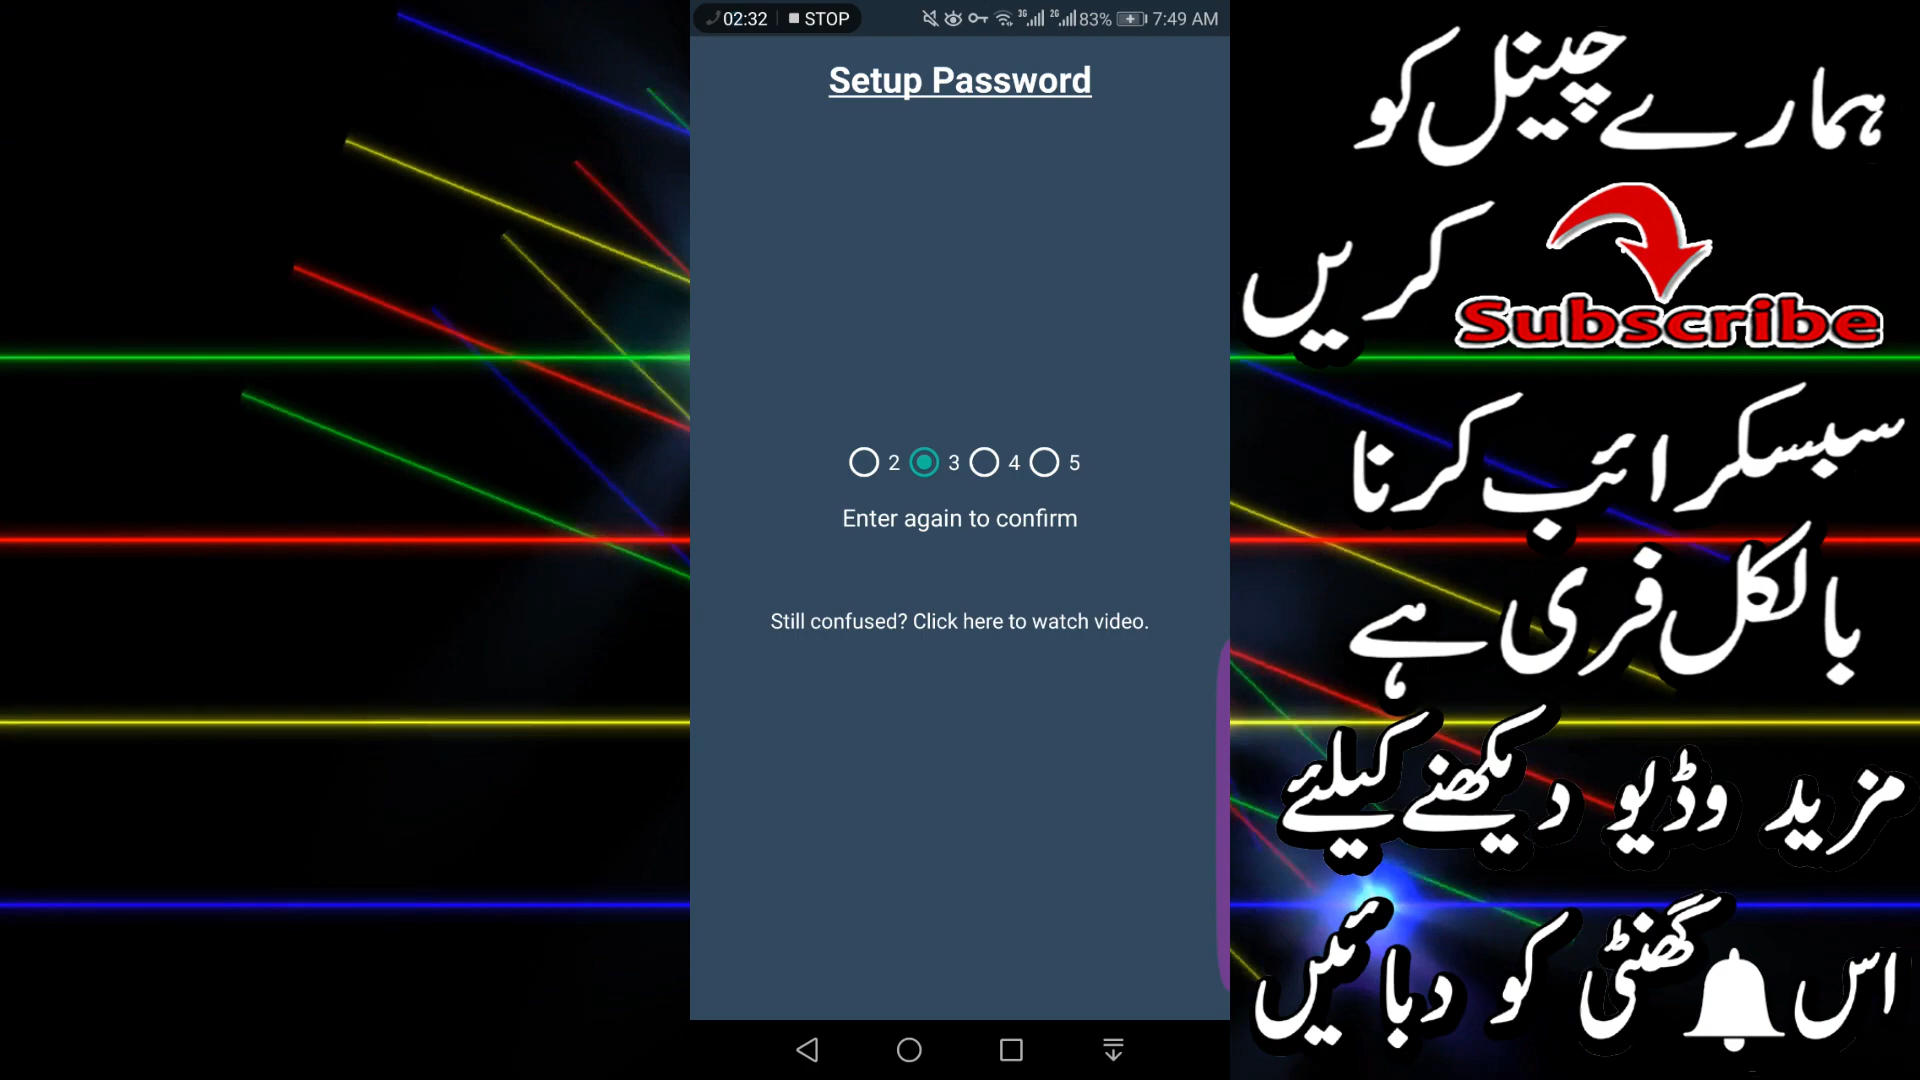 02:32 STOP 3G 2G 83% 7:49 AM
Setup Password
2 3 4 5
Enter again to confirm
Still confused? Click here to watch video.
ہمارے چینل کو
کریں
Subscribe
سبسکرائب کرنا
بالکل فری ہے
مزید وڈیو دیکھنے کیلئے
اس گھنٹی کو دبائیں